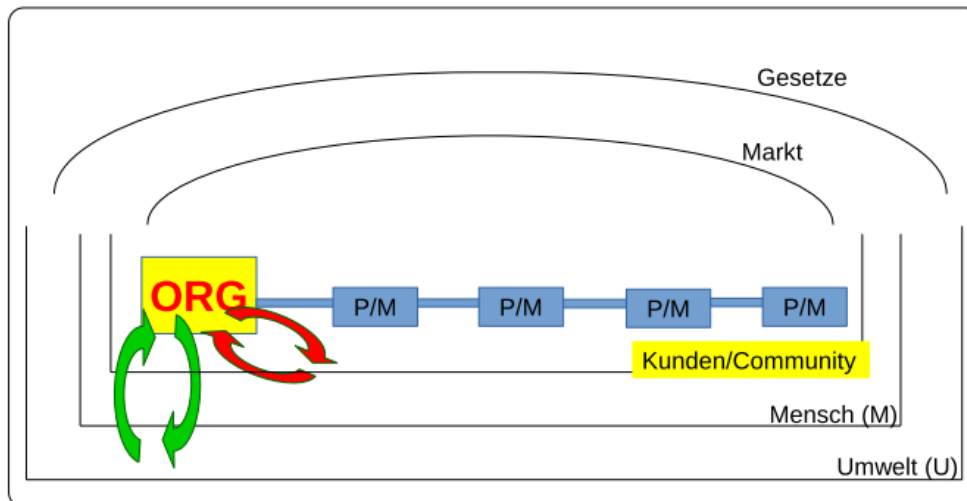 Gesetze
Markt
ORG
P/M
P/M
P/M
P/M
Kunden/Community
Mensch (M)
Umwelt (U)